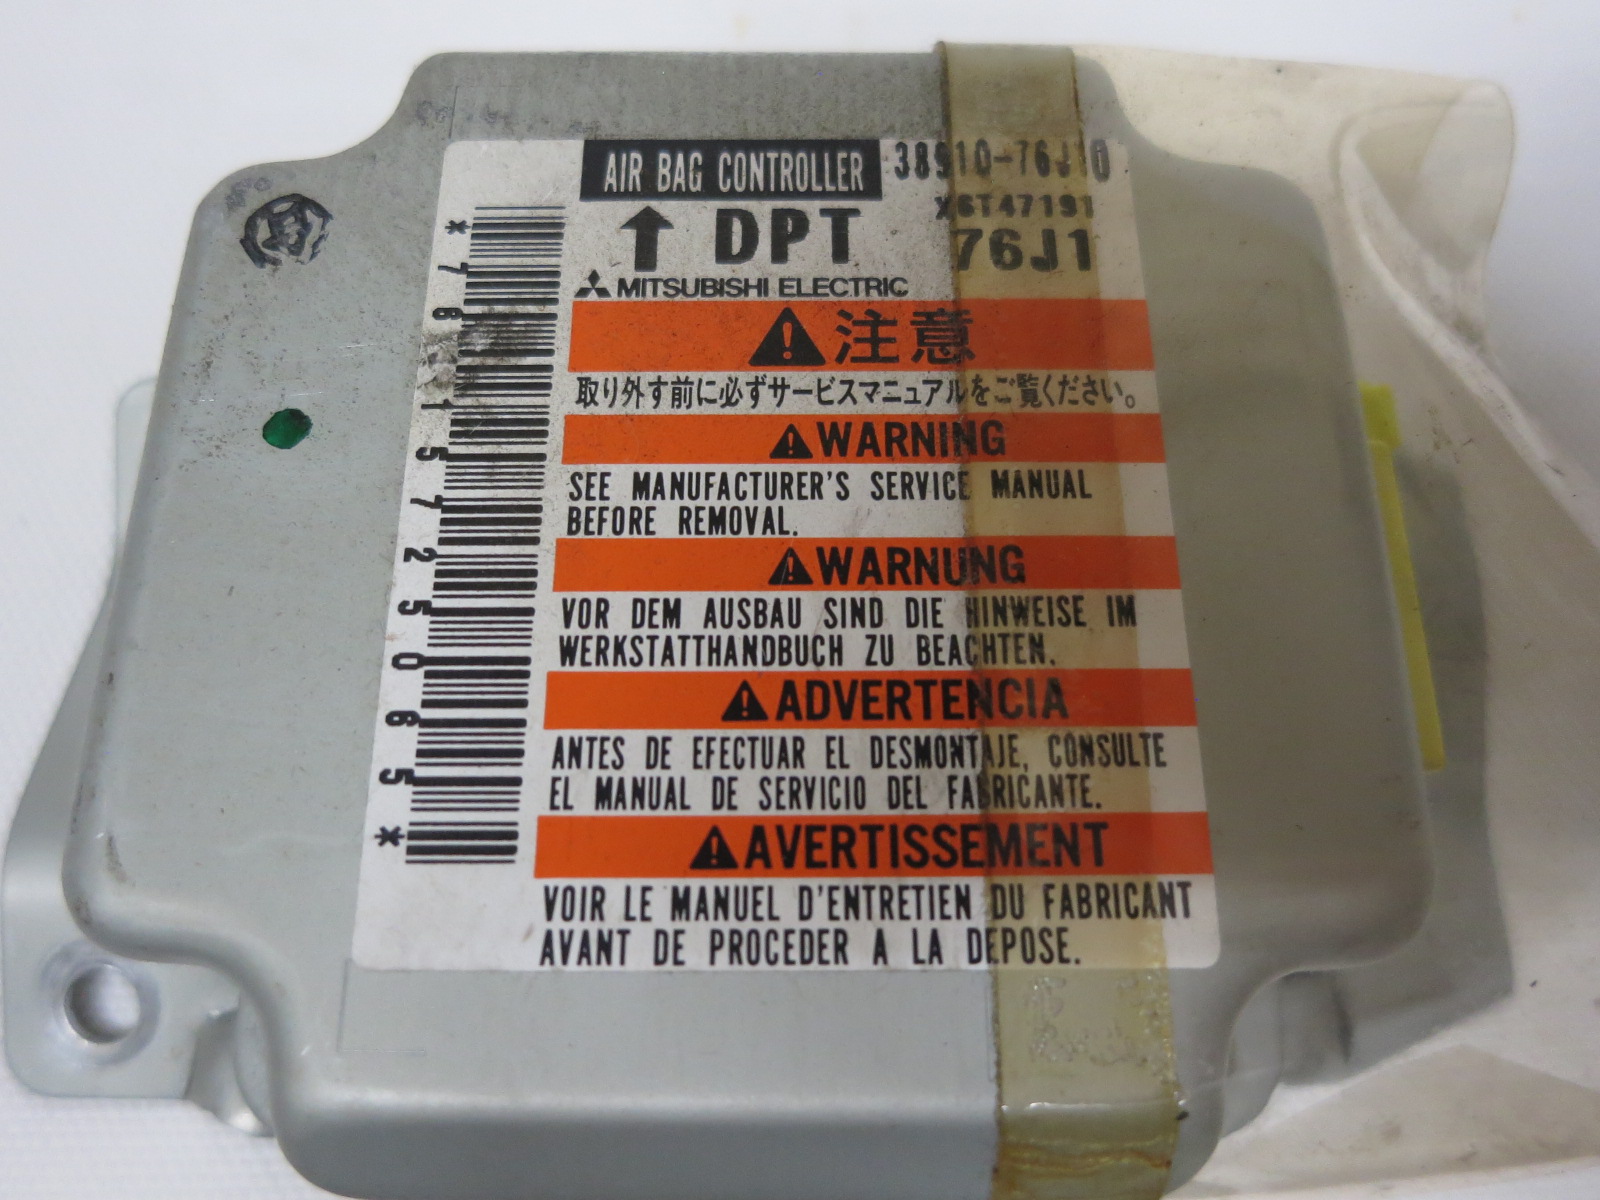 AIR BAG CONTROLLER 38910-76J10
X6T47191
↑ DPT 76J1
MITSUBISHI ELECTRIC
*76J15725065*
⚠注意
取り外す前に必ずサービスマニュアルをご覧ください。
⚠WARNING
SEE MANUFACTURER'S SERVICE MANUAL
BEFORE REMOVAL.
⚠WARNUNG
VOR DEM AUSBAU SIND DIE HINWEISE IM
WERKSTATTHANDBUCH ZU BEACHTEN.
⚠ADVERTENCIA
ANTES DE EFECTUAR EL DESMONTAJE, CONSULTE
EL MANUAL DE SERVICIO DEL FABRICANTE.
⚠AVERTISSEMENT
VOIR LE MANUEL D'ENTRETIEN DU FABRICANT
AVANT DE PROCEDER A LA DEPOSE.